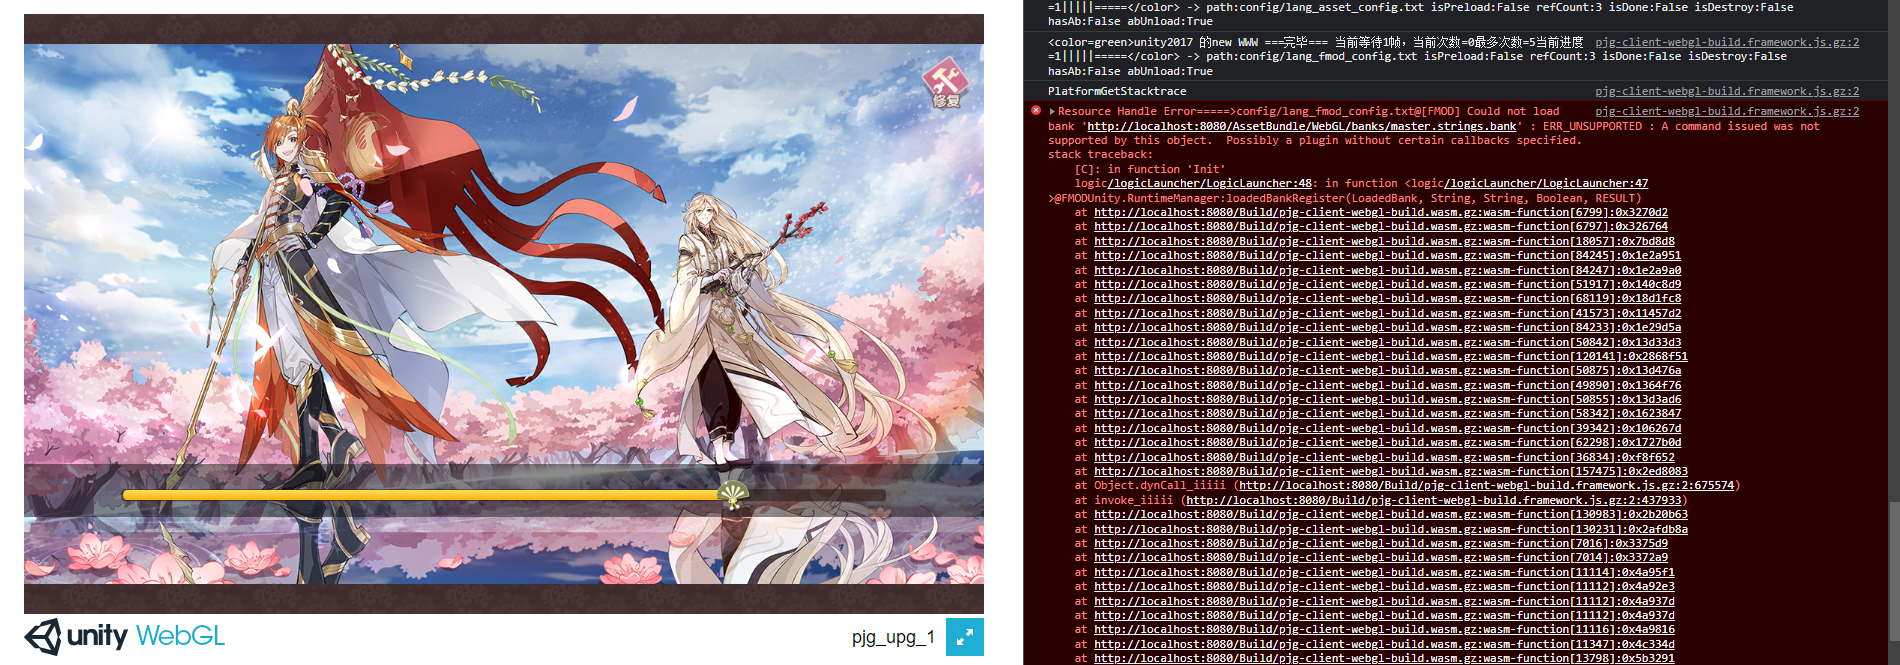 修复
unity WebGL
pjg_upg_1
=1|||||=====</color> -> path:config/lang_asset_config.txt isPreload:False refCount:3 isDone:False isDestroy:False
hasAb:False abUnload:True
<color=green>unity2017 的new WWW ===完毕=== 当前等待1帧，当前次数=0最多次数=5当前进度 pjg-client-webgl-build.framework.js.gz:2
=1|||||=====</color> -> path:config/lang_fmod_config.txt isPreload:False refCount:3 isDone:False isDestroy:False
hasAb:False abUnload:True
PlatformGetStacktrace pjg-client-webgl-build.framework.js.gz:2
Resource Handle Error=====>config/lang_fmod_config.txt@[FMOD] Could not load pjg-client-webgl-build.framework.js.gz:2
bank 'http://localhost:8080/AssetBundle/WebGL/banks/master.strings.bank' : ERR_UNSUPPORTED : A command issued was not
supported by this object.  Possibly a plugin without certain callbacks specified.
stack traceback:
[C]: in function 'Init'
logic/logicLauncher/LogicLauncher:48: in function <logic/logicLauncher/LogicLauncher:47
>@FMODUnity.RuntimeManager:loadedBankRegister(LoadedBank, String, String, Boolean, RESULT)
at http://localhost:8080/Build/pjg-client-webgl-build.wasm.gz:wasm-function[6799]:0x3270d2
at http://localhost:8080/Build/pjg-client-webgl-build.wasm.gz:wasm-function[6797]:0x326764
at http://localhost:8080/Build/pjg-client-webgl-build.wasm.gz:wasm-function[18057]:0x7bd8d8
at http://localhost:8080/Build/pjg-client-webgl-build.wasm.gz:wasm-function[84245]:0x1e2a951
at http://localhost:8080/Build/pjg-client-webgl-build.wasm.gz:wasm-function[84247]:0x1e2a9a0
at http://localhost:8080/Build/pjg-client-webgl-build.wasm.gz:wasm-function[51917]:0x140c8d9
at http://localhost:8080/Build/pjg-client-webgl-build.wasm.gz:wasm-function[68119]:0x18d1fc8
at http://localhost:8080/Build/pjg-client-webgl-build.wasm.gz:wasm-function[41573]:0x11457d2
at http://localhost:8080/Build/pjg-client-webgl-build.wasm.gz:wasm-function[84233]:0x1e29d5a
at http://localhost:8080/Build/pjg-client-webgl-build.wasm.gz:wasm-function[50842]:0x13d33d3
at http://localhost:8080/Build/pjg-client-webgl-build.wasm.gz:wasm-function[120141]:0x2868f51
at http://localhost:8080/Build/pjg-client-webgl-build.wasm.gz:wasm-function[50875]:0x13d476a
at http://localhost:8080/Build/pjg-client-webgl-build.wasm.gz:wasm-function[49890]:0x1364f76
at http://localhost:8080/Build/pjg-client-webgl-build.wasm.gz:wasm-function[50855]:0x13d3ad6
at http://localhost:8080/Build/pjg-client-webgl-build.wasm.gz:wasm-function[58342]:0x1623847
at http://localhost:8080/Build/pjg-client-webgl-build.wasm.gz:wasm-function[39342]:0x106267d
at http://localhost:8080/Build/pjg-client-webgl-build.wasm.gz:wasm-function[62298]:0x1727b0d
at http://localhost:8080/Build/pjg-client-webgl-build.wasm.gz:wasm-function[36834]:0xf8f652
at http://localhost:8080/Build/pjg-client-webgl-build.wasm.gz:wasm-function[157475]:0x2ed8083
at Object.dynCall_iiiii (http://localhost:8080/Build/pjg-client-webgl-build.framework.js.gz:2:675574)
at invoke_iiiii (http://localhost:8080/Build/pjg-client-webgl-build.framework.js.gz:2:437933)
at http://localhost:8080/Build/pjg-client-webgl-build.wasm.gz:wasm-function[130983]:0x2b20b63
at http://localhost:8080/Build/pjg-client-webgl-build.wasm.gz:wasm-function[130231]:0x2afdb8a
at http://localhost:8080/Build/pjg-client-webgl-build.wasm.gz:wasm-function[7016]:0x3375d9
at http://localhost:8080/Build/pjg-client-webgl-build.wasm.gz:wasm-function[7014]:0x3372a9
at http://localhost:8080/Build/pjg-client-webgl-build.wasm.gz:wasm-function[11114]:0x4a95f1
at http://localhost:8080/Build/pjg-client-webgl-build.wasm.gz:wasm-function[11112]:0x4a92e3
at http://localhost:8080/Build/pjg-client-webgl-build.wasm.gz:wasm-function[11112]:0x4a937d
at http://localhost:8080/Build/pjg-client-webgl-build.wasm.gz:wasm-function[11112]:0x4a937d
at http://localhost:8080/Build/pjg-client-webgl-build.wasm.gz:wasm-function[11116]:0x4a9816
at http://localhost:8080/Build/pjg-client-webgl-build.wasm.gz:wasm-function[11347]:0x4c334d
at http://localhost:8080/Build/pjg-client-webgl-build.wasm.gz:wasm-function[13798]:0x5b3291